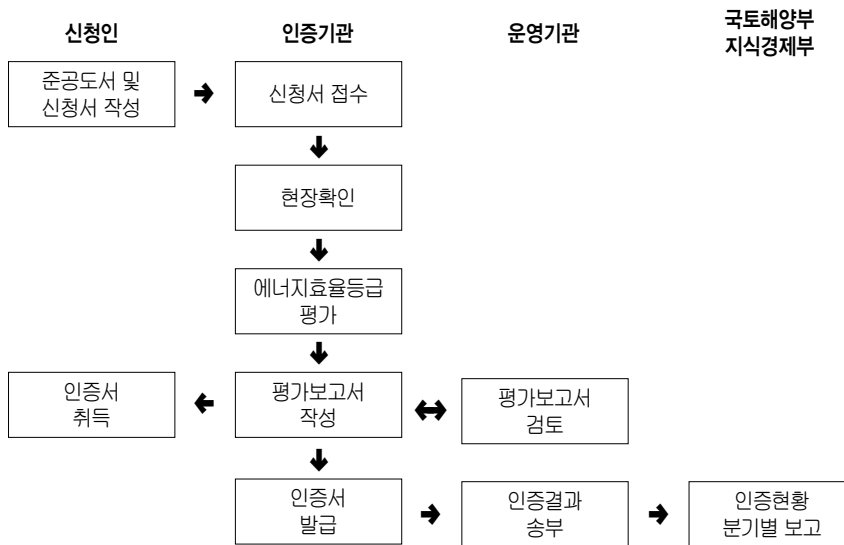 신청인
인증기관
운영기관
국토해양부
지식경제부
준공도서 및
신청서 작성
신청서 접수
현장확인
에너지효율등급
평가
인증서
취득
평가보고서
작성
평가보고서
검토
인증서
발급
인증결과
송부
인증현황
분기별 보고